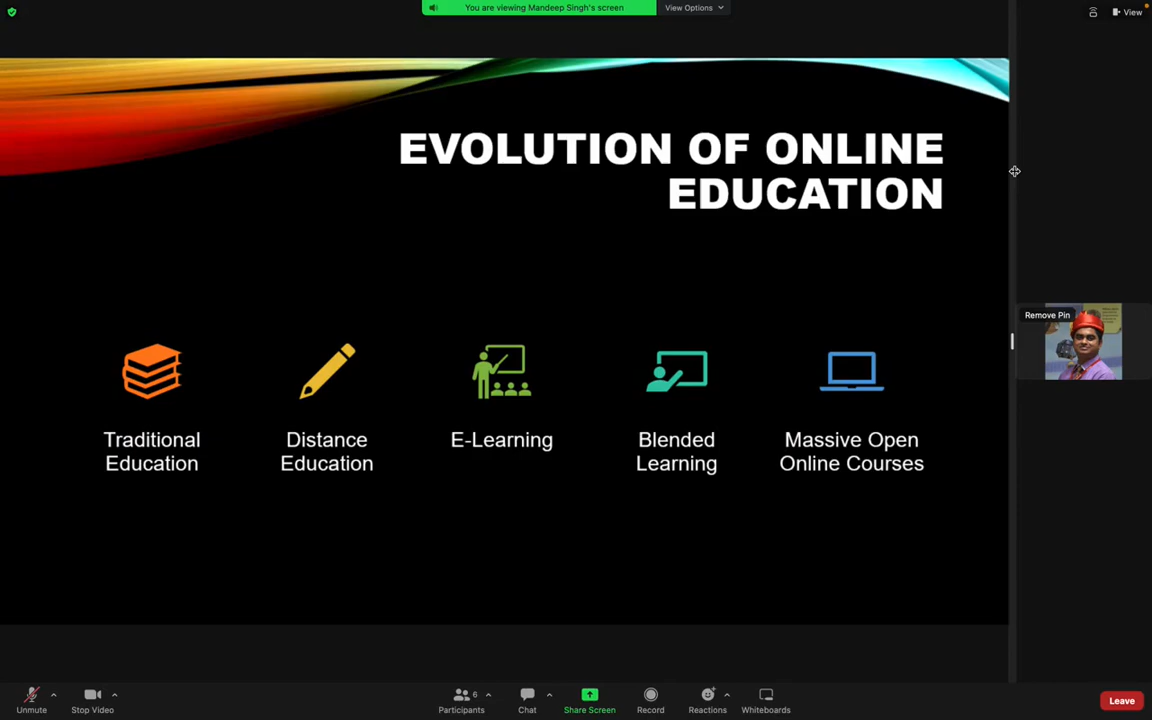 You are viewing Mandeep Singh's screen
View Options
View
EVOLUTION OF ONLINE
EDUCATION
Remove Pin
Traditional
Education
Distance
Education
E-Learning
Blended
Learning
Massive Open
Online Courses
Unmute
Stop Video
6
Participants
Chat
Share Screen
Record
Reactions
Whiteboards
Leave